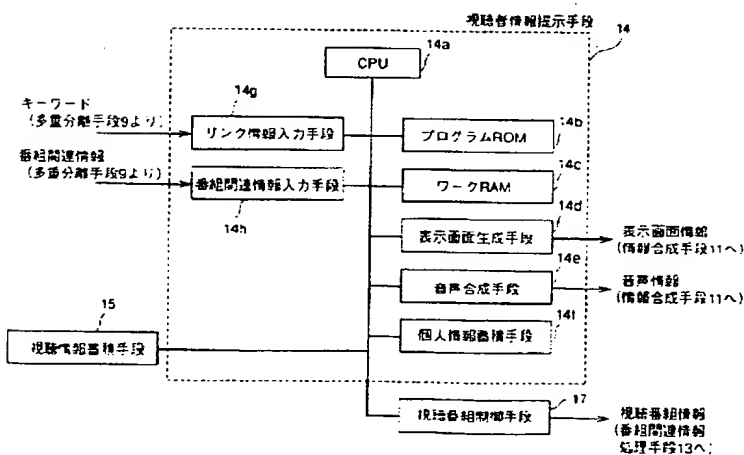 視聴者情報提示手段
14
14a
CPU
キーワード
(多重分離手段9より)
14g
リンク情報入力手段
プログラムROM
14b
番組関連情報
(多重分離手段9より)
番組関連情報入力手段
14h
ワークRAM
14c
表示画面生成手段
14d
表示画面情報
(情報合成手段11へ)
音声合成手段
14e
音声情報
(情報合成手段11へ)
個人情報蓄積手段
14f
15
視聴情報蓄積手段
視聴番組制御手段
17
視聴番組情報
(番組関連情報
処理手段13へ)